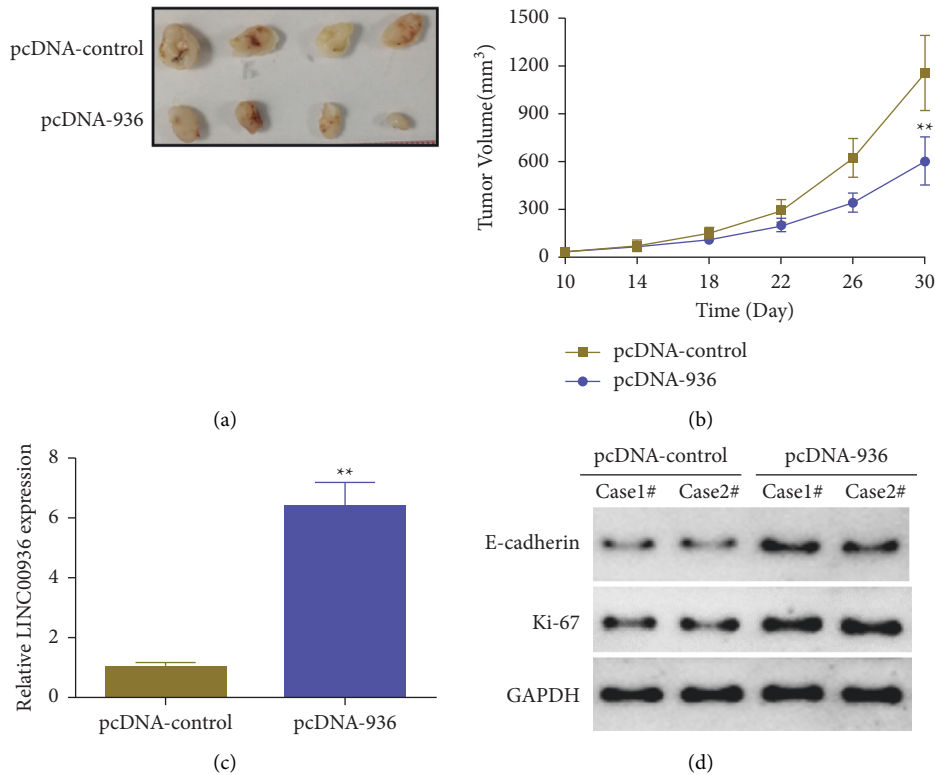 pcDNA-control
pcDNA-936
(a)
Tumor Volume(mm³)
1500
1200
900
600
300
0
**
10 14 18 22 26 30
Time (Day)
pcDNA-control
pcDNA-936
(b)
Relative LINC00936 expression
8
6
4
2
0
**
pcDNA-control pcDNA-936
(c)
pcDNA-control pcDNA-936
Case1# Case2# Case1# Case2#
E-cadherin
Ki-67
GAPDH
(d)